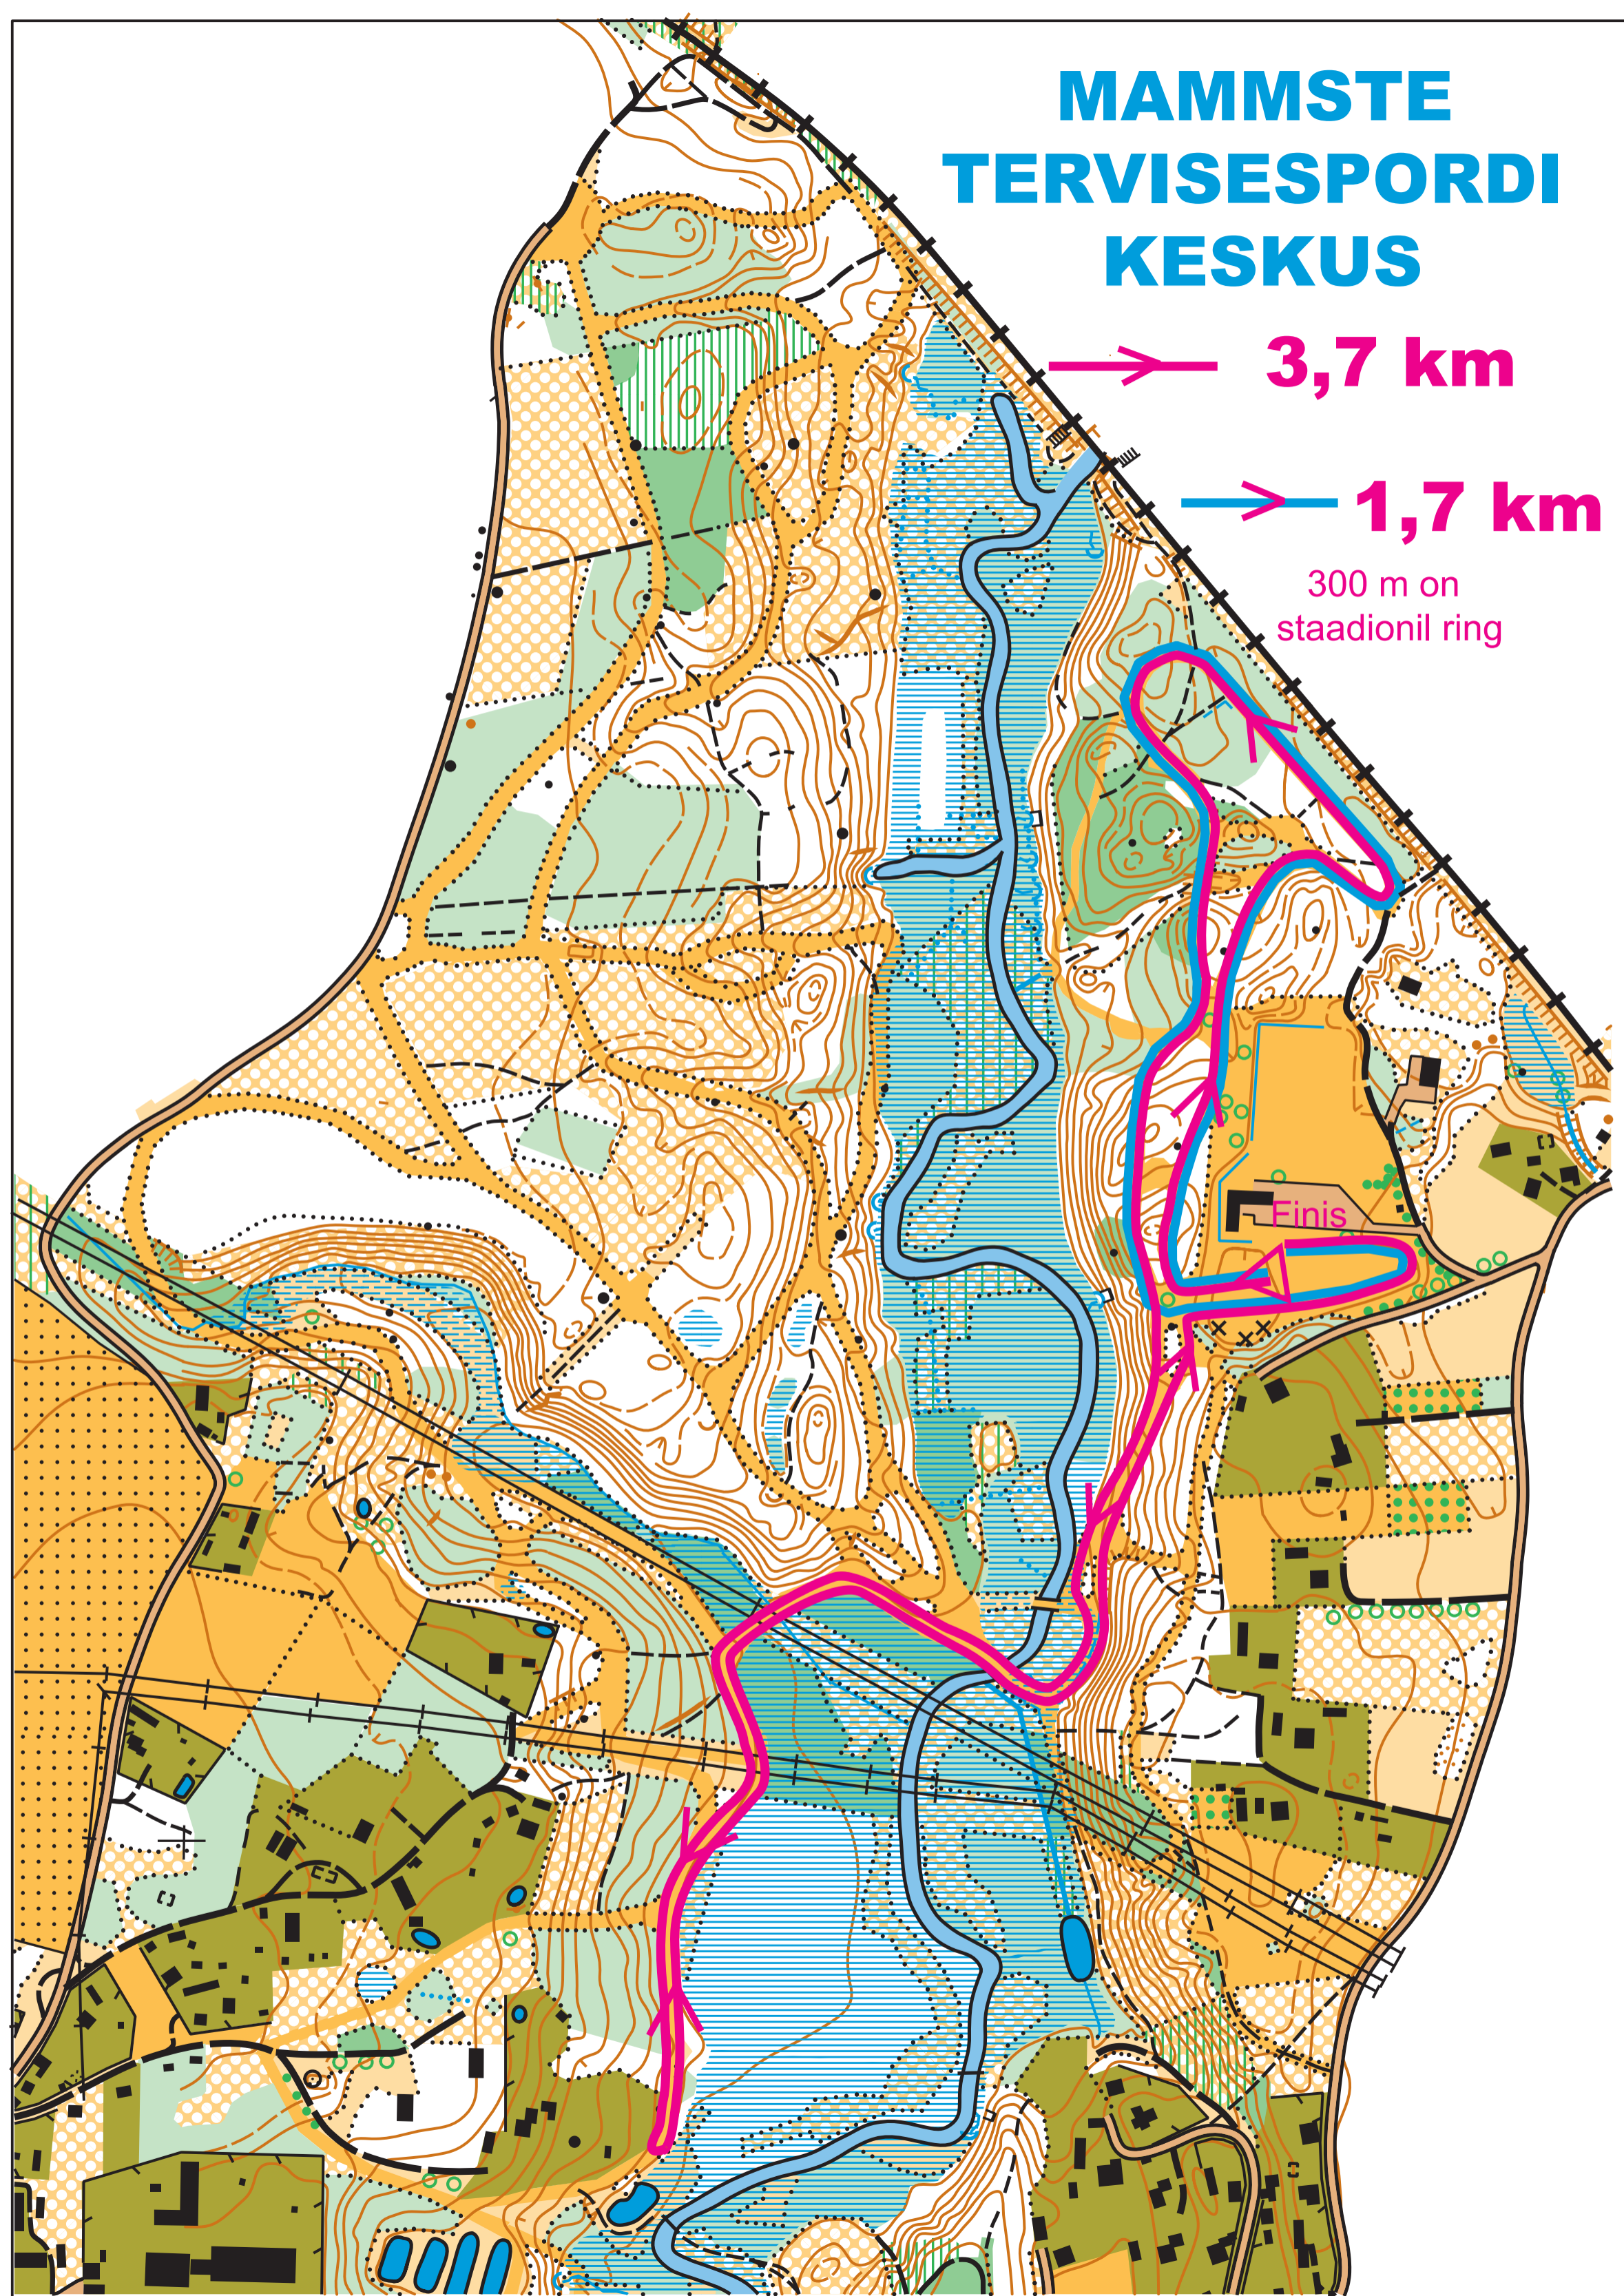 MAMMSTE
TERVISESPORDI
KESKUS
3,7 km
1,7 km
300 m on
staadionil ring
Finis